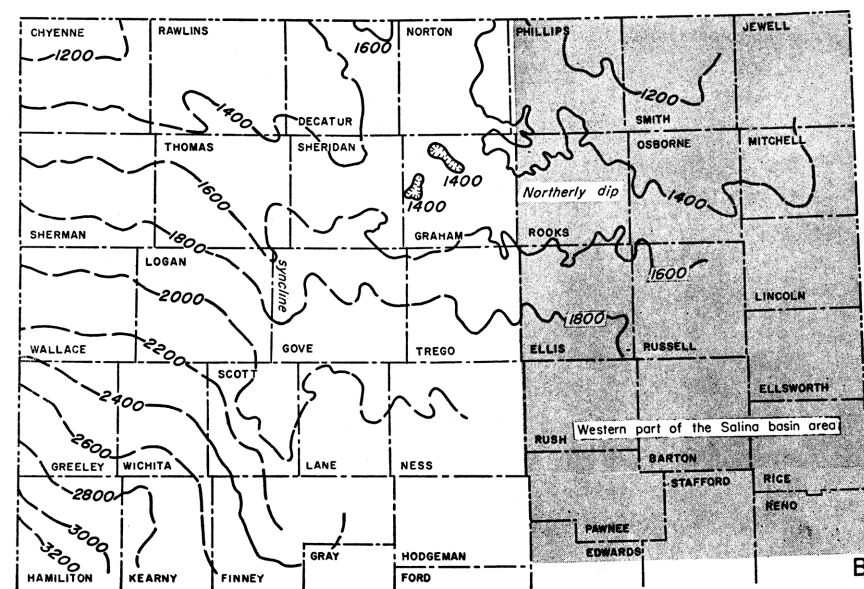 CHYENNE
RAWLINS
1600
NORTON
PHILLIPS
JEWELL
1200
1200
SMITH
1400
DECATUR
THOMAS
SHERIDAN
OSBORNE
MITCHELL
1400
1600
1400
Northerly dip
1400
SHERMAN
1800
GRAHAM
ROOKS
LOGAN
syncline
1600
2000
LINCOLN
1800
WALLACE
2200
GOVE
TREGO
ELLIS
RUSSELL
SCOTT
2400
ELLSWORTH
2600
Western part of the Salina basin area
RUSH
GREELEY
WICHITA
LANE
NESS
BARTON
2800
STAFFORD
RICE
RENO
3000
PAWNEE
3200
GRAY
HODGEMAN
EDWARDS
HAMILITON
KEARNY
FINNEY
FORD
B